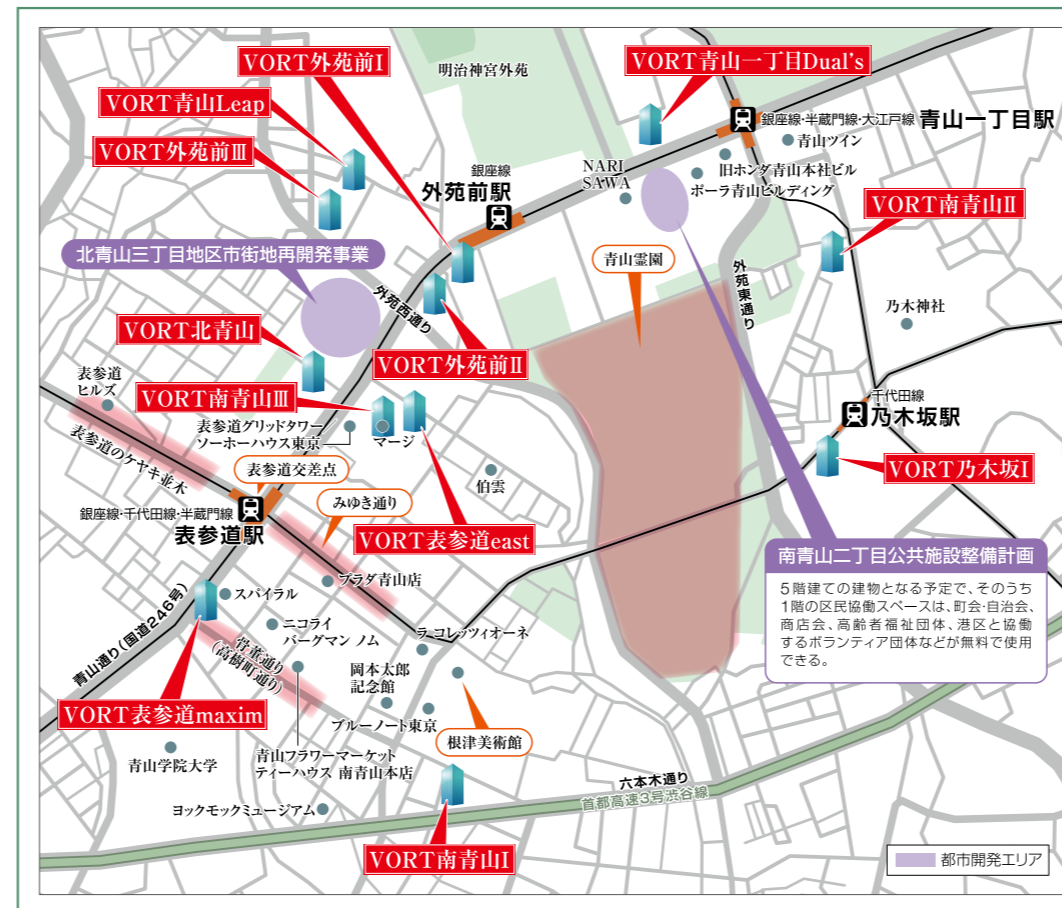 VORT外苑前Ⅰ
明治神宮外苑
VORT青山一丁目Dual's
VORT青山Leap
銀座線・半蔵門線・大江戸線 青山一丁目駅
青山ツイン
VORT外苑前Ⅲ
銀座線
外苑前駅
NARI
SAWA
旧ホンダ青山本社ビル
ポーラ青山ビルディング
VORT南青山Ⅱ
北青山三丁目地区市街地再開発事業
青山霊園
外苑東通り
外苑西通り
乃木神社
VORT北青山
VORT外苑前Ⅱ
表参道
ヒルズ
VORT南青山Ⅲ
千代田線
乃木坂駅
表参道グリッドタワー
ソーホーハウス東京
マージ
表参道のケヤキ並木
表参道交差点
伯雲
VORT乃木坂Ⅰ
みゆき通り
銀座線・千代田線・半蔵門線
表参道駅
VORT表参道east
南青山二丁目公共施設整備計画
5階建ての建物となる予定で、そのうち
1階の区民協働スペースは、町会・自治会、
商店会、高齢者福祉団体、港区と協働
するボランティア団体などが無料で使用
できる。
プラダ青山店
スパイラル
青山通り(国道246号)
ニコライ
バーグマン ノム
ラ コレッツィオーネ
骨董通り
(高樹町通り)
岡本太郎
記念館
VORT表参道maxim
ブルーノート東京
根津美術館
青山学院大学
青山フラワーマーケット
ティーハウス 南青山本店
六本木通り
首都高速3号渋谷線
ヨックモックミュージアム
VORT南青山Ⅰ
都市開発エリア